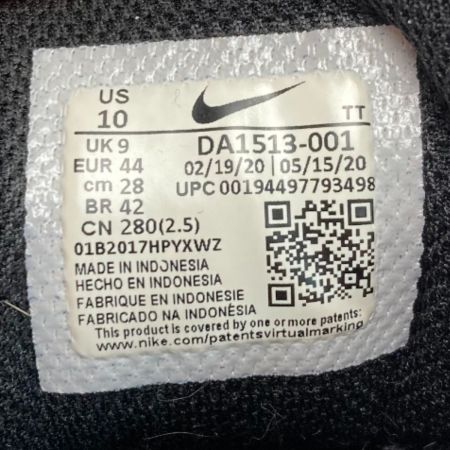 US
10
TT
UK 9
DA1513-001
EUR 44
02/19/20 | 05/15/20
cm 28
UPC 00194497793498
BR 42
CN 280(2.5)
01B2017HPYXWZ
MADE IN INDONESIA
HECHO EN INDONESIA
FABRIQUE EN INDONESIE
FABRICADO NA INDONÉSIA
This product is covered by one or more patents:
www.nike.com/patentsvirtualmarking